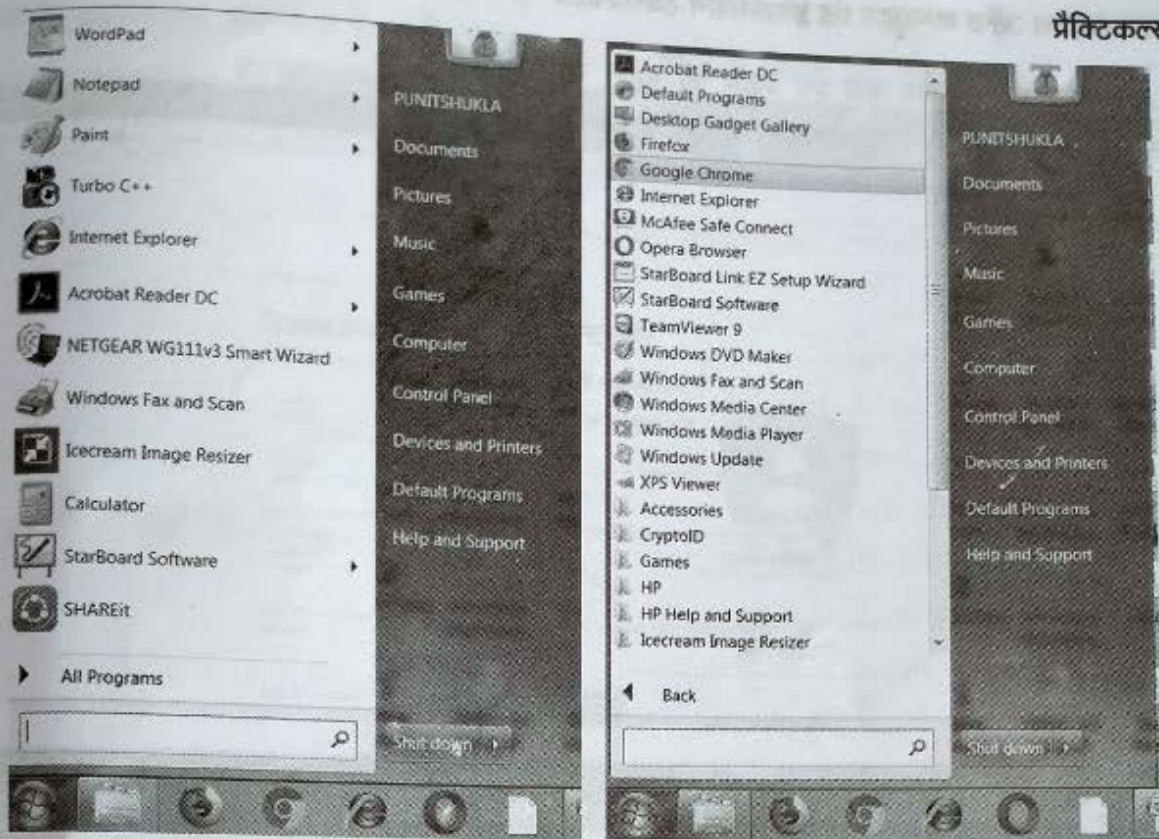 प्रैक्टिकल्स
WordPad
Notepad
Paint
Turbo C++
Internet Explorer
Acrobat Reader DC
NETGEAR WG111v3 Smart Wizard
Windows Fax and Scan
Icecream Image Resizer
Calculator
StarBoard Software
SHAREit
All Programs
PUNITSHUKLA
Documents
Pictures
Music
Games
Computer
Control Panel
Devices and Printers
Default Programs
Help and Support
Shut down
Acrobat Reader DC
Default Programs
Desktop Gadget Gallery
Firefox
Google Chrome
Internet Explorer
McAfee Safe Connect
Opera Browser
StarBoard Link EZ Setup Wizard
StarBoard Software
TeamViewer 9
Windows DVD Maker
Windows Fax and Scan
Windows Media Center
Windows Media Player
Windows Update
XPS Viewer
Accessories
CryptoID
Games
HP
HP Help and Support
Icecream Image Resizer
Back
PUNITSHUKLA
Documents
Pictures
Music
Games
Computer
Control Panel
Devices and Printers
Default Programs
Help and Support
Shut down